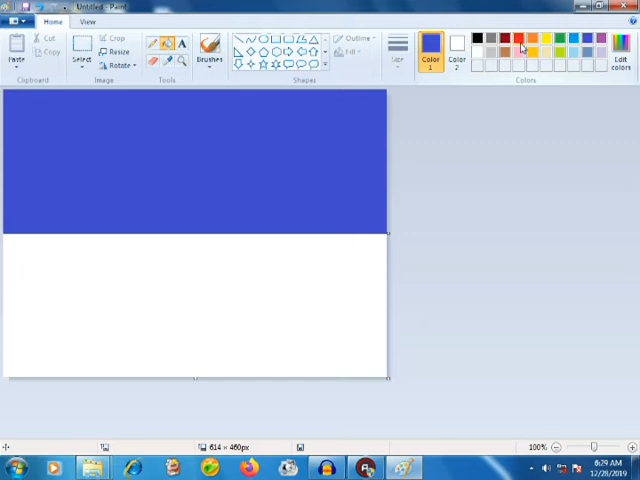 Untitled - Paint
Home View
Paste
Cut
Copy
Clipboard
Select
Crop
Resize
Rotate
Image
A
Tools
Brushes
Outline
Fill
Shapes
Size
Color 1
Color 2
Edit colors
Colors
614 × 460px
100%
6:29 AM
12/28/2019